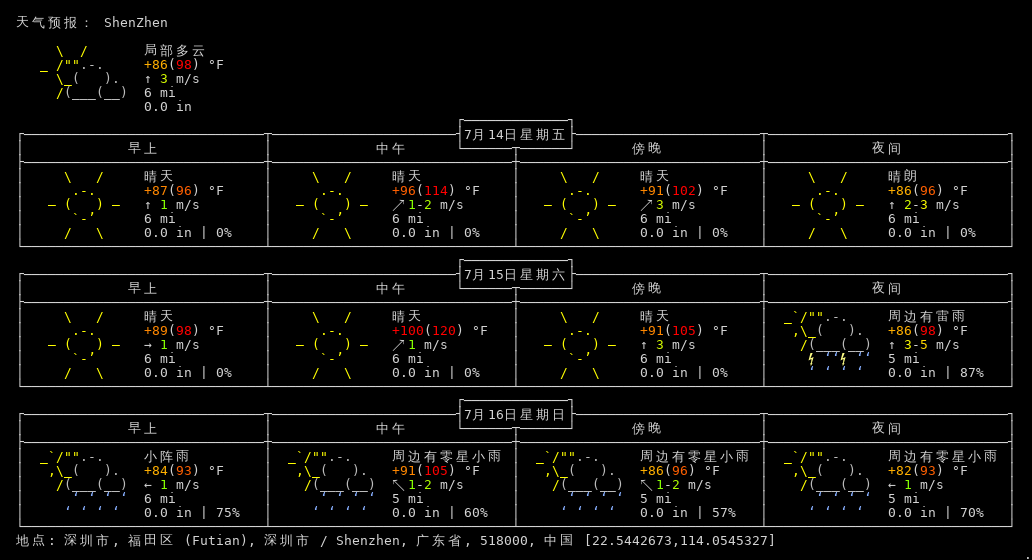 天气预报： ShenZhen
局部多云
+86(98) °F
↑ 3 m/s
6 mi
0.0 in
7月14日星期五
早上 中午 傍晚 夜间
晴天 晴天 晴天 晴朗
+87(96) °F +96(114) °F +91(102) °F +86(96) °F
↑ 1 m/s ↗ 1-2 m/s ↗ 3 m/s ↑ 2-3 m/s
6 mi 6 mi 6 mi 6 mi
0.0 in | 0% 0.0 in | 0% 0.0 in | 0% 0.0 in | 0%
7月15日星期六
早上 中午 傍晚 夜间
晴天 晴天 晴天 周边有雷雨
+89(98) °F +100(120) °F +91(105) °F +86(98) °F
→ 1 m/s ↗ 1 m/s ↑ 3 m/s ↑ 3-5 m/s
6 mi 6 mi 6 mi 5 mi
0.0 in | 0% 0.0 in | 0% 0.0 in | 0% 0.0 in | 87%
7月16日星期日
早上 中午 傍晚 夜间
小阵雨 周边有零星小雨 周边有零星小雨 周边有零星小雨
+84(93) °F +91(105) °F +86(96) °F +82(93) °F
← 1 m/s ↖ 1-2 m/s ↖ 1-2 m/s ← 1 m/s
6 mi 5 mi 5 mi 5 mi
0.0 in | 75% 0.0 in | 60% 0.0 in | 57% 0.0 in | 70%
地点: 深圳市, 福田区 (Futian), 深圳市 / Shenzhen, 广东省, 518000, 中国 [22.5442673,114.0545327]